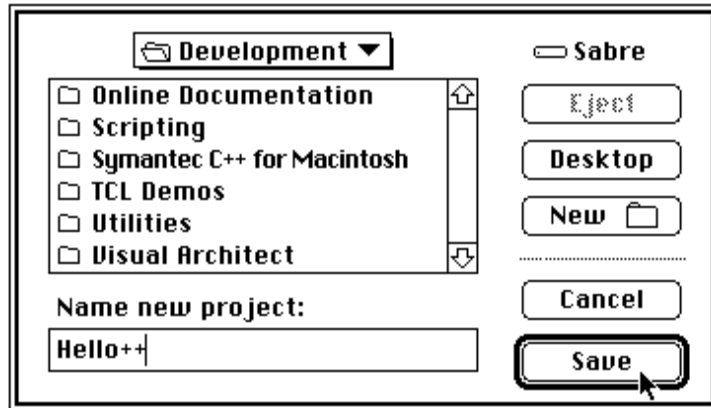 Development
Sabre
Online Documentation
Scripting
Symantec C++ for Macintosh
TCL Demos
Utilities
Visual Architect
Eject
Desktop
New
Name new project:
Hello++
Cancel
Save